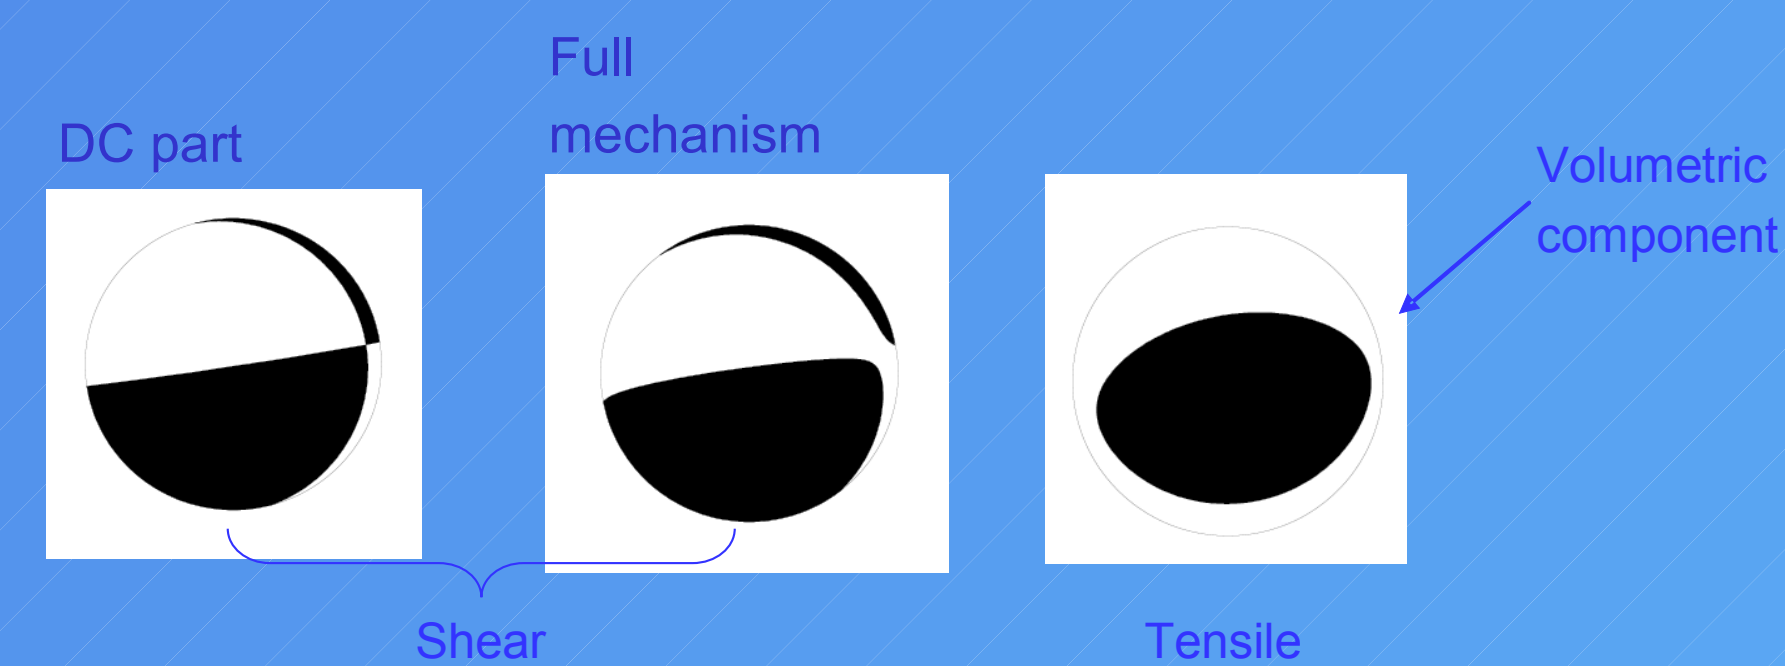 DC part
Full
mechanism
Volumetric
component
Shear
Tensile